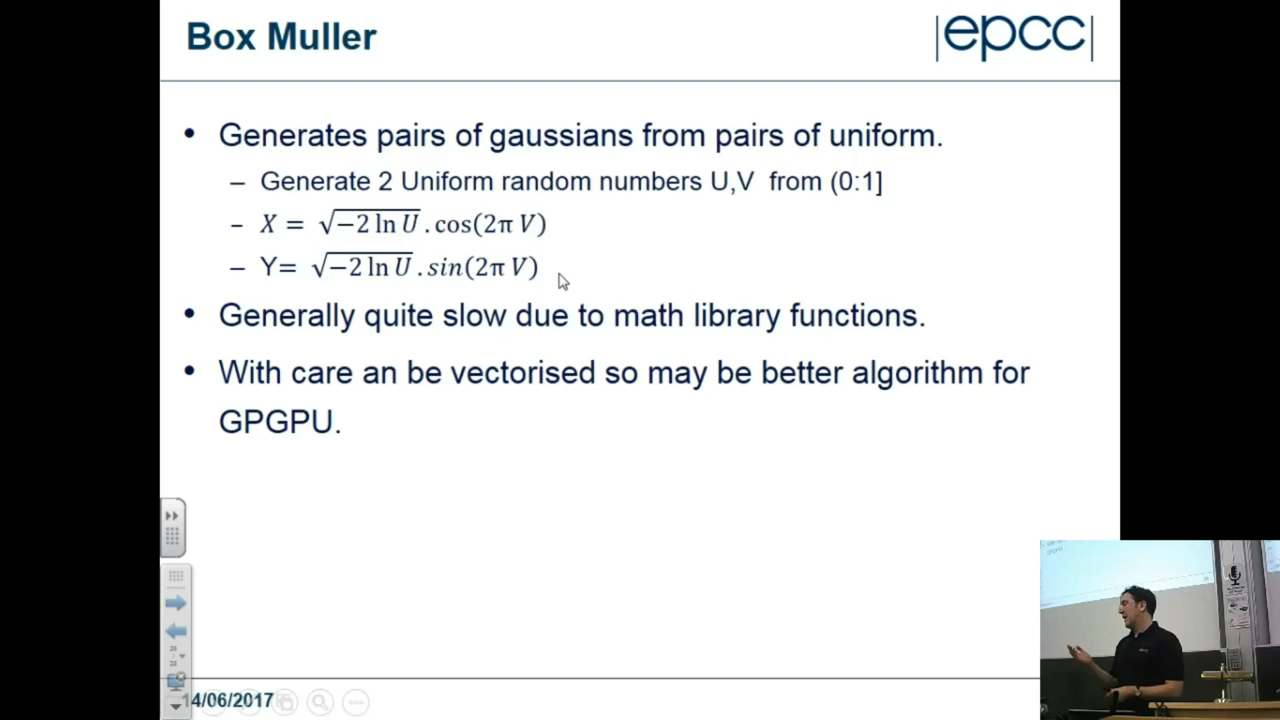 Box Muller
|epcc|
• Generates pairs of gaussians from pairs of uniform.
– Generate 2 Uniform random numbers U,V from (0:1]
– X = √−2 ln U . cos(2π V)
– Y= √−2 ln U . sin(2π V)
• Generally quite slow due to math library functions.
• With care an be vectorised so may be better algorithm for
GPGPU.
14/06/2017